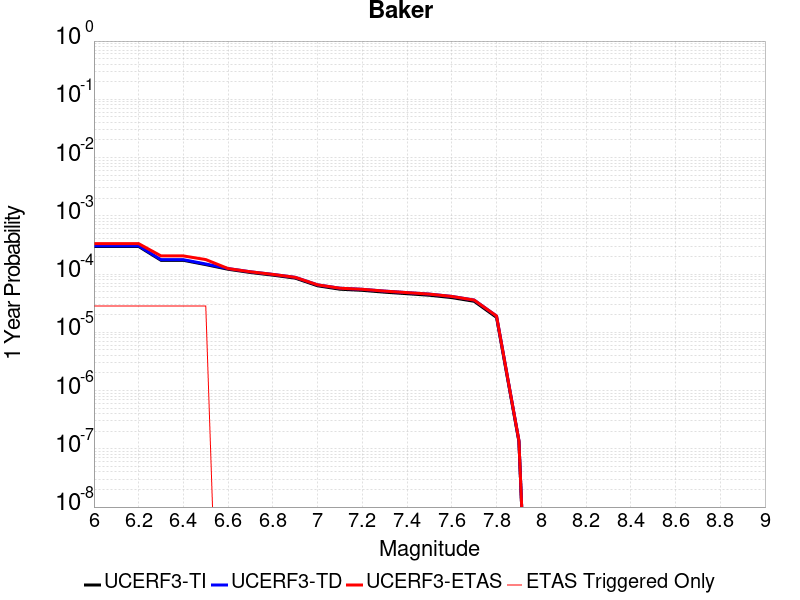 Baker
10^0
10^-1
10^-2
10^-3
10^-4
10^-5
10^-6
10^-7
10^-8
1 Year Probability
6 6.2 6.4 6.6 6.8 7 7.2 7.4 7.6 7.8 8 8.2 8.4 8.6 8.8 9
Magnitude
UCERF3-TI UCERF3-TD UCERF3-ETAS ETAS Triggered Only